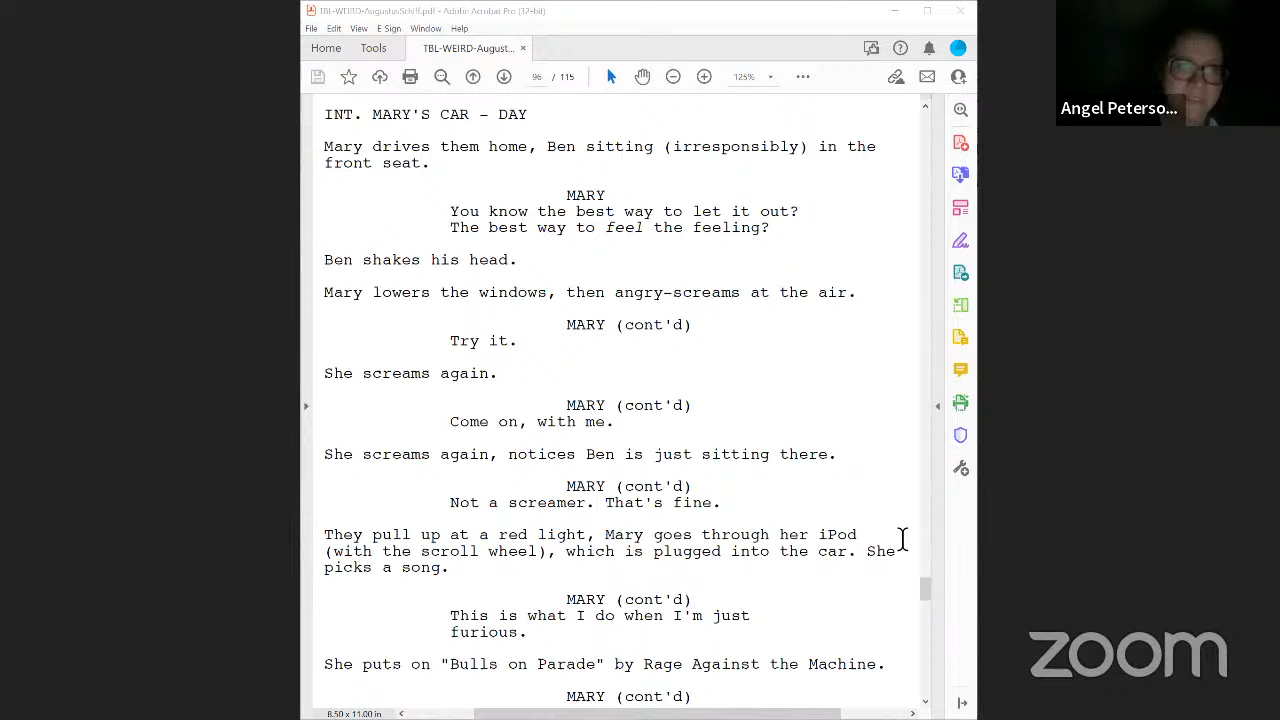 TBL-WEIRD-AugustasSchiff.pdf - Adobe Acrobat Pro (32-bit)
File Edit View E Sign Window Help
Home Tools TBL-WEIRD-August... ×
96 / 115 125%
Angel Peterso...
INT. MARY'S CAR – DAY
Mary drives them home, Ben sitting (irresponsibly) in the
front seat.
MARY
You know the best way to let it out?
The best way to feel the feeling?
Ben shakes his head.
Mary lowers the windows, then angry-screams at the air.
MARY (cont'd)
Try it.
She screams again.
MARY (cont'd)
Come on, with me.
She screams again, notices Ben is just sitting there.
MARY (cont'd)
Not a screamer. That's fine.
They pull up at a red light, Mary goes through her iPod
(with the scroll wheel), which is plugged into the car. She
picks a song.
MARY (cont'd)
This is what I do when I'm just
furious.
She puts on "Bulls on Parade" by Rage Against the Machine.
MARY (cont'd)
8.50 x 11.00 in
zoom